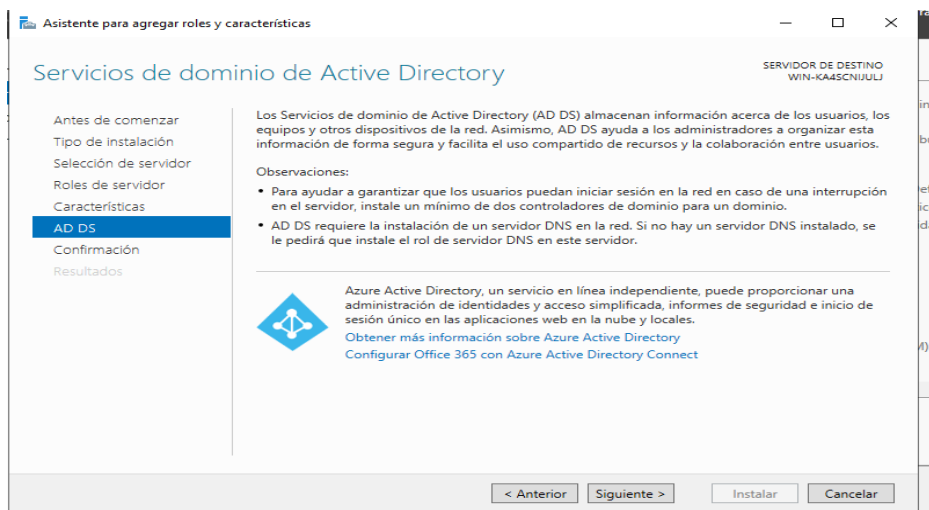 Asistente para agregar roles y características
Servicios de dominio de Active Directory
SERVIDOR DE DESTINO
WIN-KA4SCNIJULJ
Antes de comenzar
Tipo de instalación
Selección de servidor
Roles de servidor
Características
AD DS
Confirmación
Resultados
Los Servicios de dominio de Active Directory (AD DS) almacenan información acerca de los usuarios, los
equipos y otros dispositivos de la red. Asimismo, AD DS ayuda a los administradores a organizar esta
información de forma segura y facilita el uso compartido de recursos y la colaboración entre usuarios.
Observaciones:
• Para ayudar a garantizar que los usuarios puedan iniciar sesión en la red en caso de una interrupción
en el servidor, instale un mínimo de dos controladores de dominio para un dominio.
• AD DS requiere la instalación de un servidor DNS en la red. Si no hay un servidor DNS instalado, se
le pedirá que instale el rol de servidor DNS en este servidor.
Azure Active Directory, un servicio en línea independiente, puede proporcionar una
administración de identidades y acceso simplificada, informes de seguridad e inicio de
sesión único en las aplicaciones web en la nube y locales.
Obtener más información sobre Azure Active Directory
Configurar Office 365 con Azure Active Directory Connect
< Anterior
Siguiente >
Instalar
Cancelar